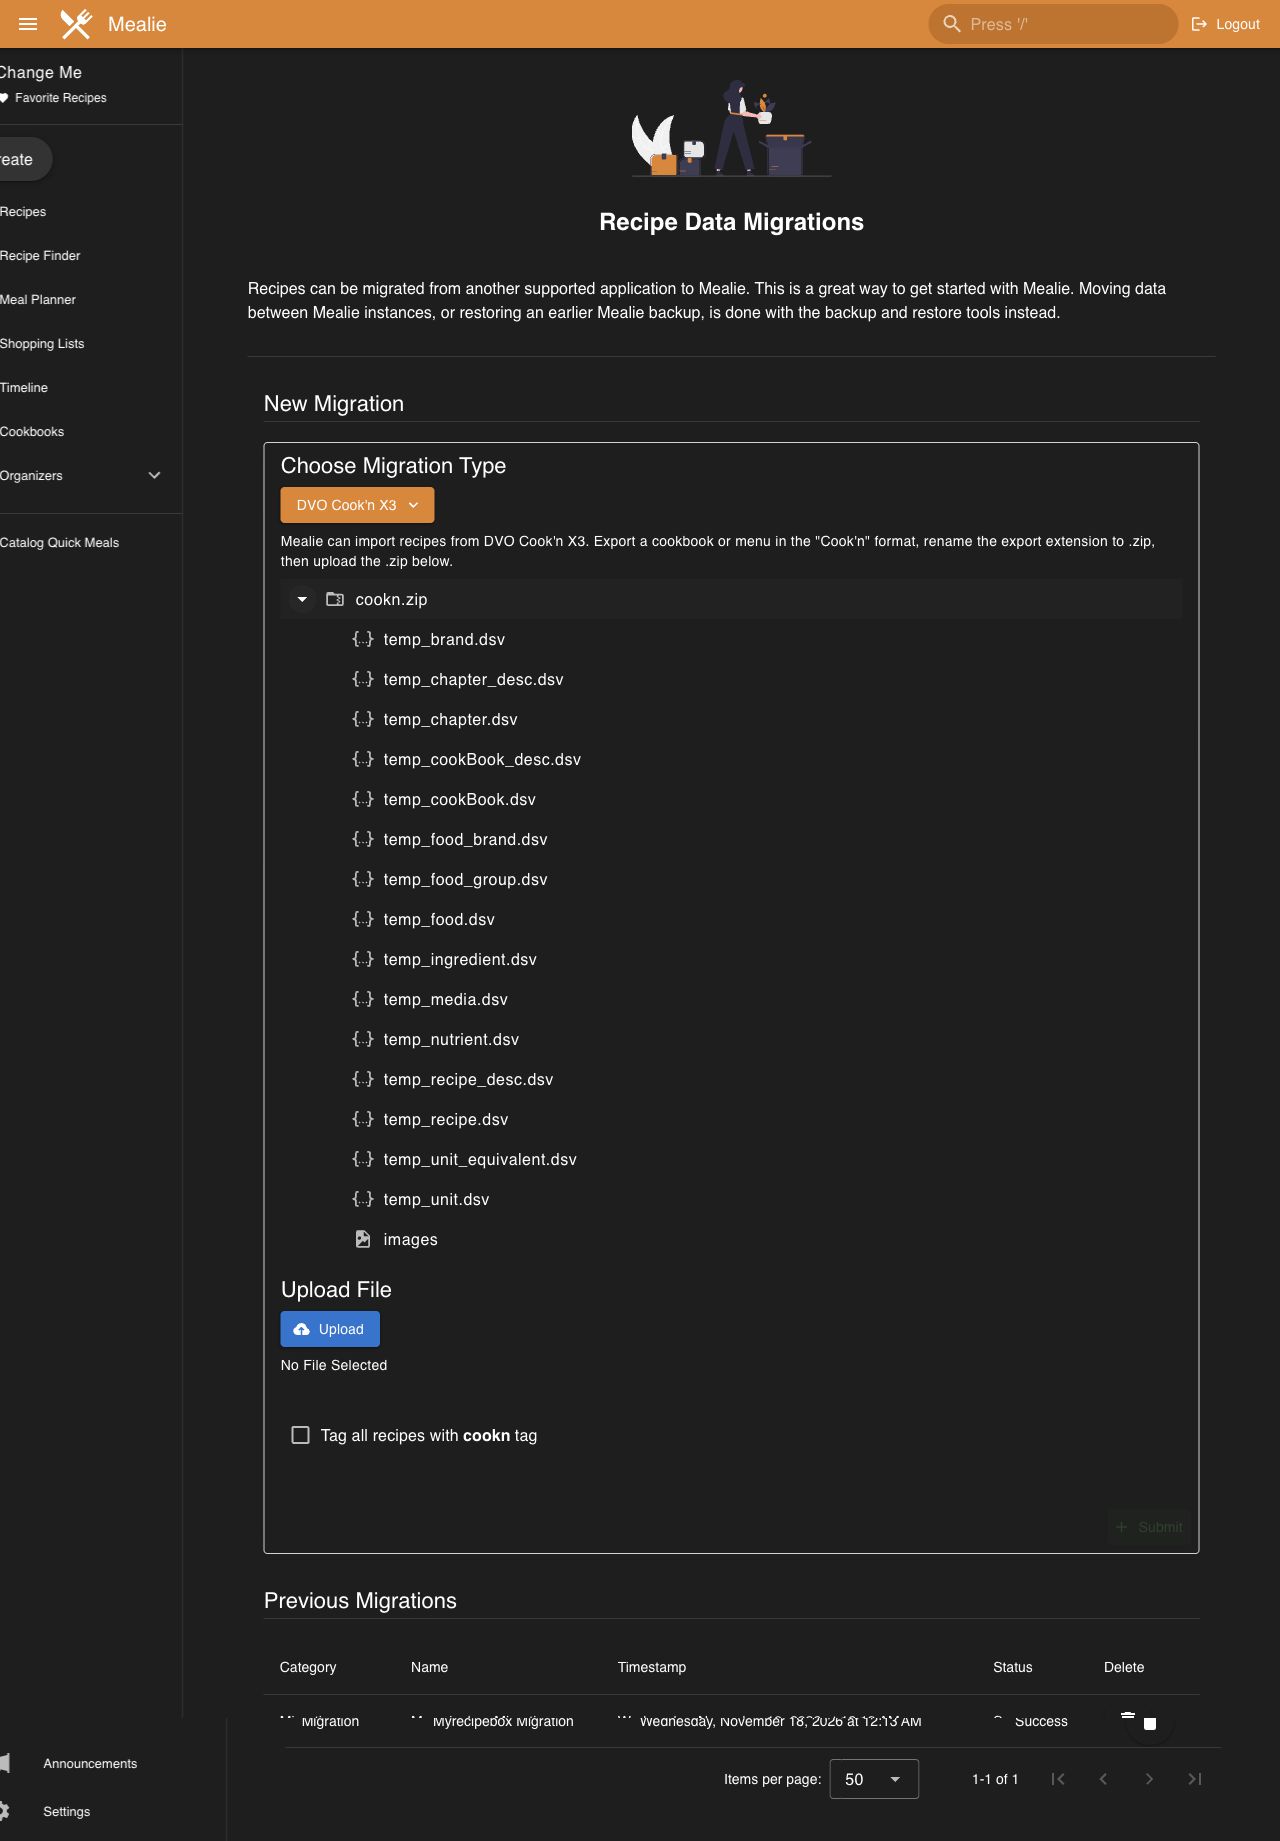 Mealie
Press '/'
Logout
Change Me
Favorite Recipes
eate
Recipes
Recipe Finder
Meal Planner
Shopping Lists
Timeline
Cookbooks
Organizers
Catalog Quick Meals
Recipe Data Migrations
Recipes can be migrated from another supported application to Mealie. This is a great way to get started with Mealie. Moving data
between Mealie instances, or restoring an earlier Mealie backup, is done with the backup and restore tools instead.
New Migration
Choose Migration Type
DVO Cook'n X3
Mealie can import recipes from DVO Cook'n X3. Export a cookbook or menu in the "Cook'n" format, rename the export extension to .zip,
then upload the .zip below.
cookn.zip
temp_brand.dsv
temp_chapter_desc.dsv
temp_chapter.dsv
temp_cookBook_desc.dsv
temp_cookBook.dsv
temp_food_brand.dsv
temp_food_group.dsv
temp_food.dsv
temp_ingredient.dsv
temp_media.dsv
temp_nutrient.dsv
temp_recipe_desc.dsv
temp_recipe.dsv
temp_unit_equivalent.dsv
temp_unit.dsv
images
Upload File
Upload
No File Selected
Tag all recipes with cookn tag
Submit
Previous Migrations
Category Name Timestamp Status Delete
Migration Myrecipebox Migration Wednesday, November 18, 2026 at 12:13 AM Success
Items per page: 50 1-1 of 1
Announcements
Settings